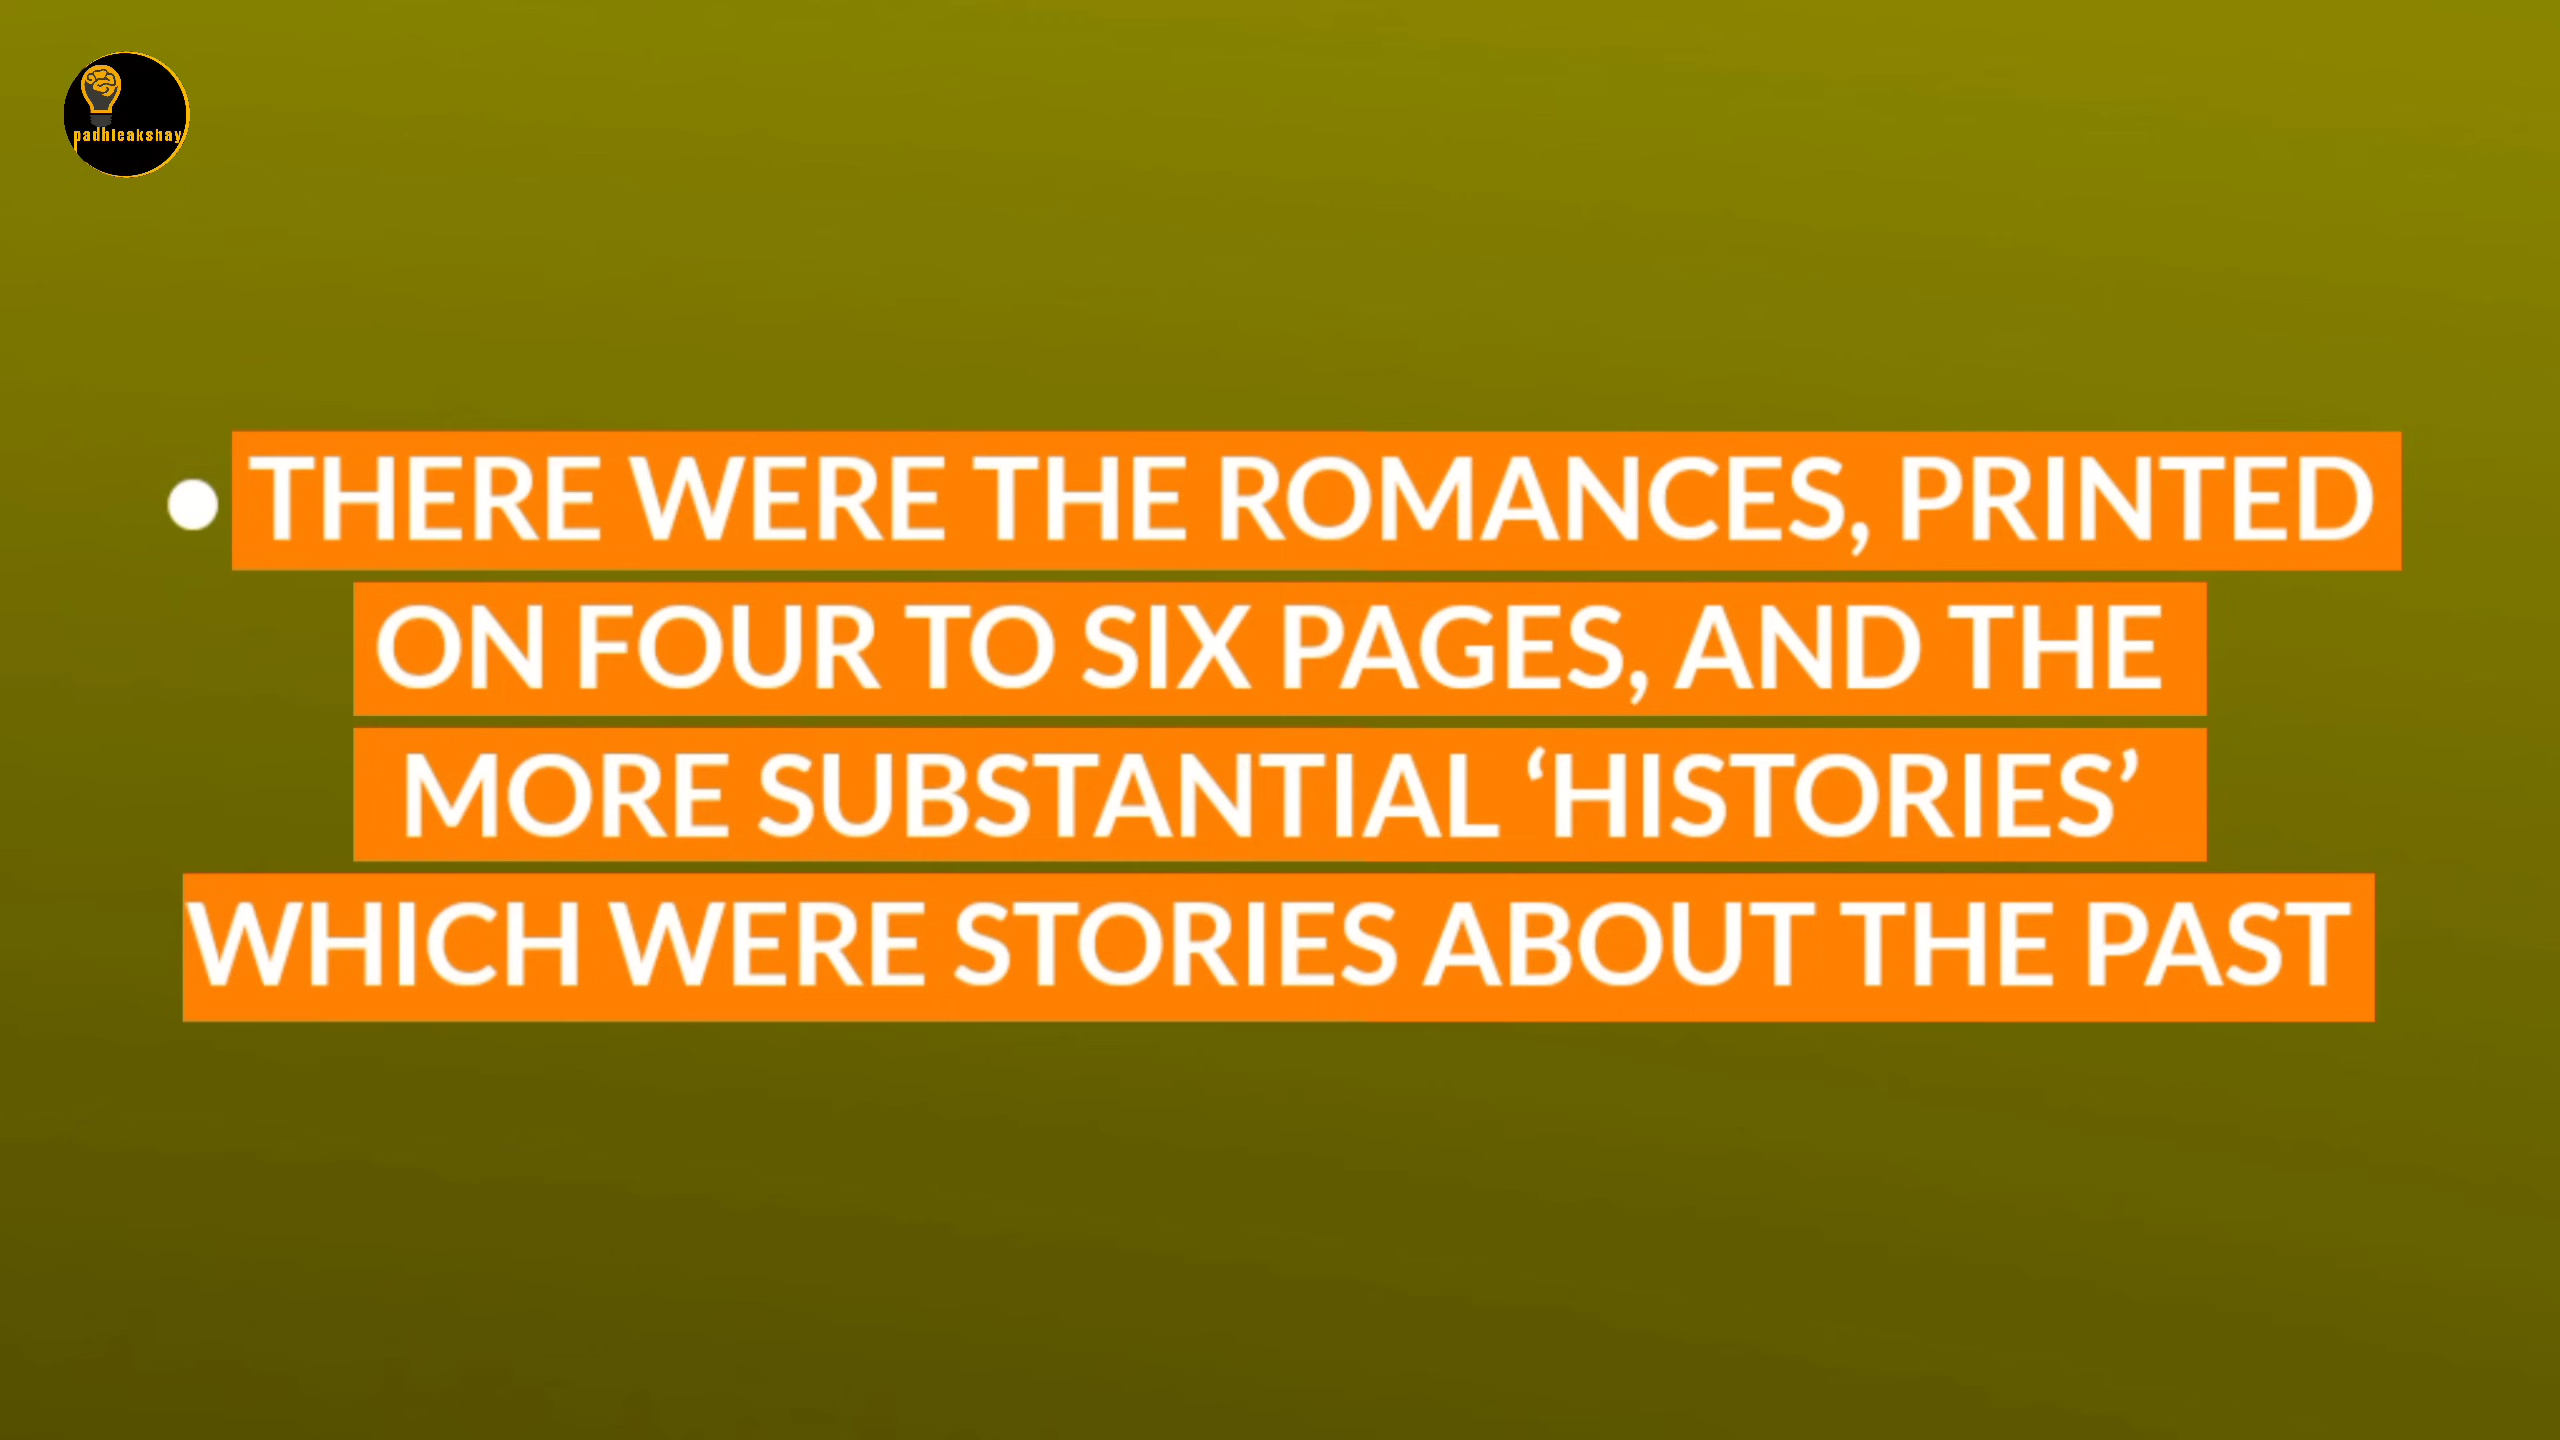 padhleakshay
• THERE WERE THE ROMANCES, PRINTED
ON FOUR TO SIX PAGES, AND THE
MORE SUBSTANTIAL ‘HISTORIES’
WHICH WERE STORIES ABOUT THE PAST